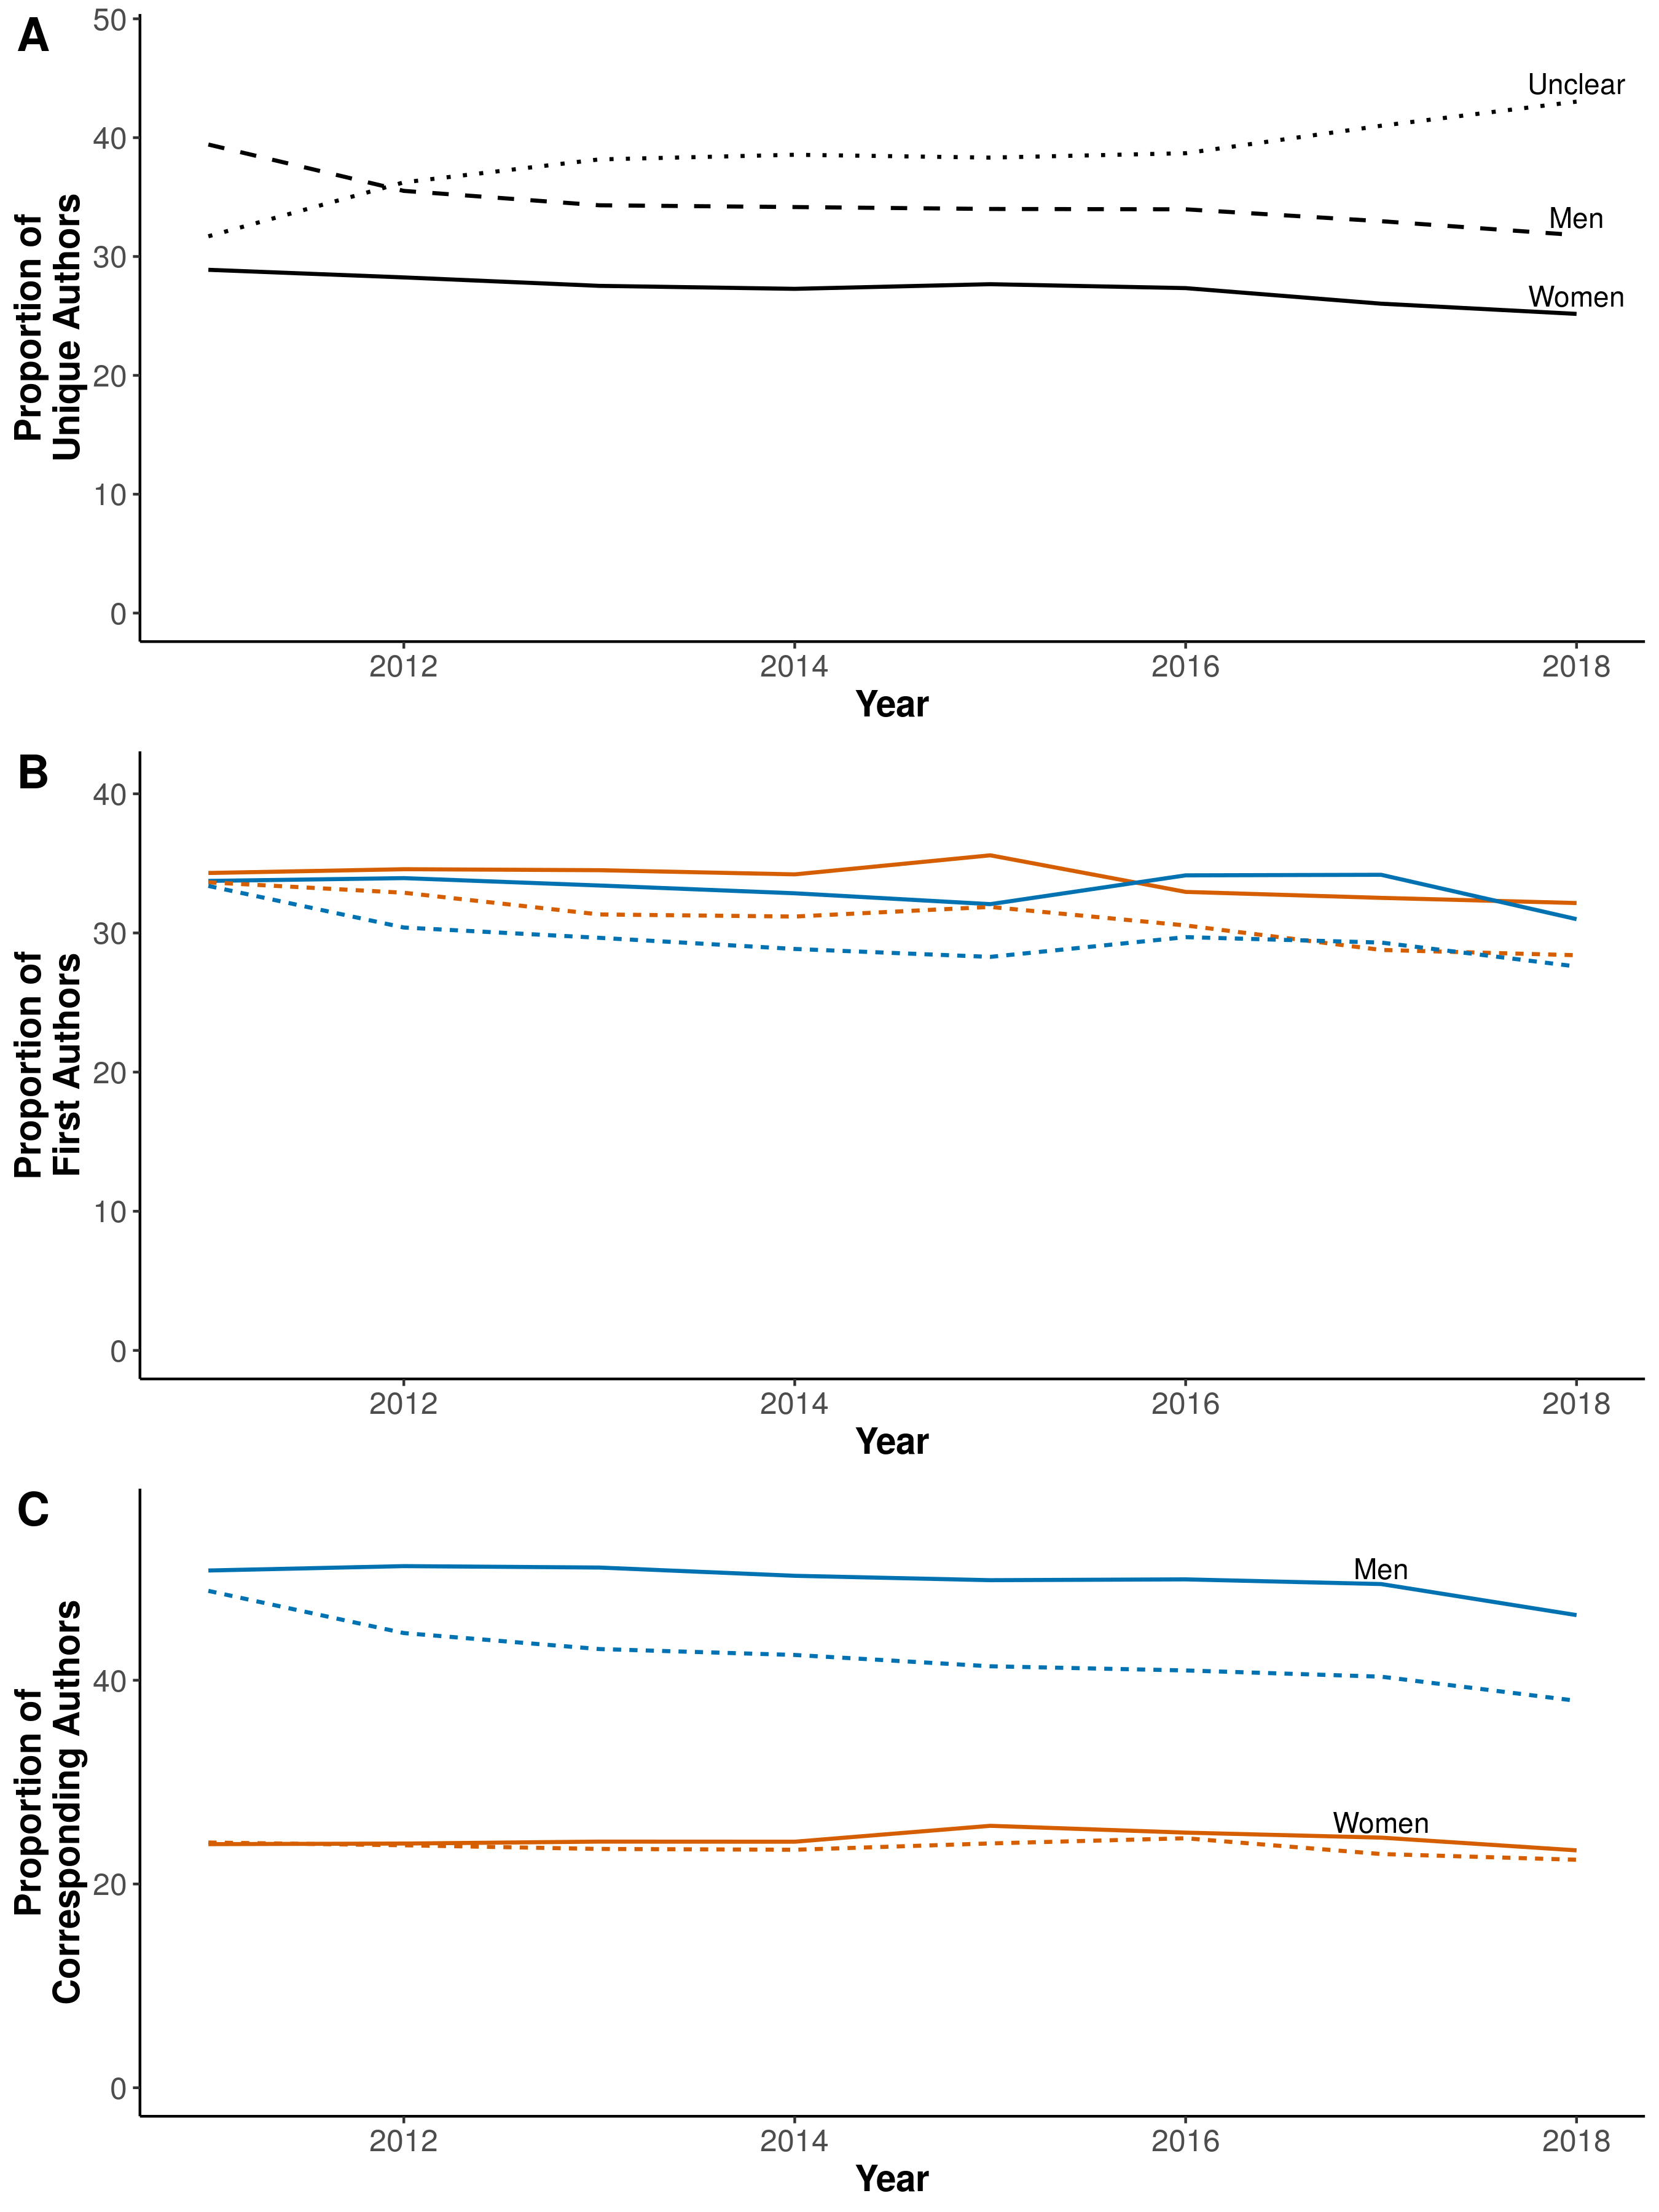 A
50
40
30
20
10
0
Proportion of
Unique Authors
Unclear
Men
Women
2012 2014 2016 2018
Year
B
40
30
20
10
0
Proportion of
First Authors
2012 2014 2016 2018
Year
C
40
20
0
Proportion of
Corresponding Authors
Men
Women
2012 2014 2016 2018
Year